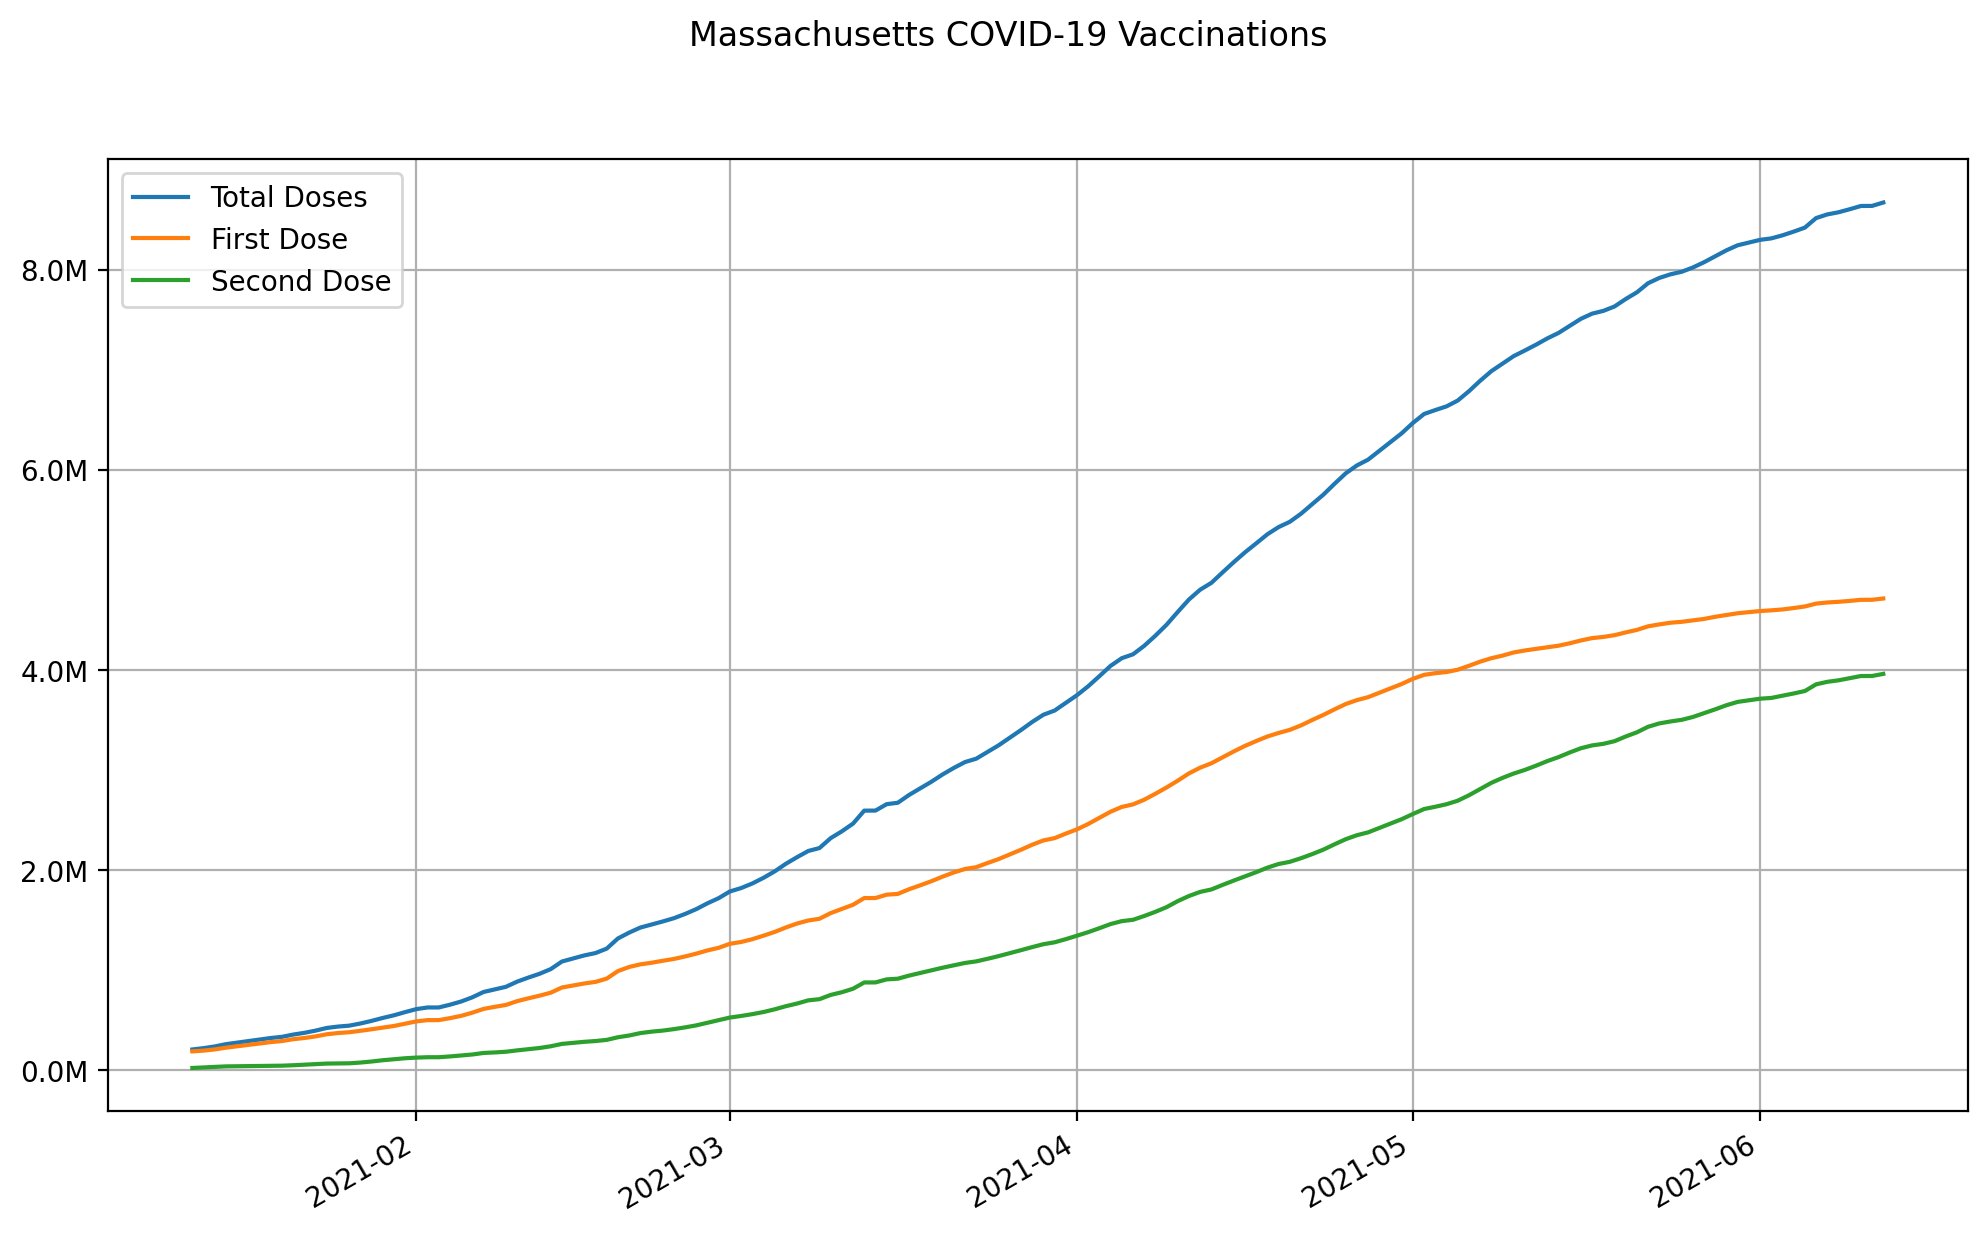 Massachusetts COVID-19 Vaccinations
Total Doses
First Dose
Second Dose
8.0M
6.0M
4.0M
2.0M
0.0M
2021-02
2021-03
2021-04
2021-05
2021-06